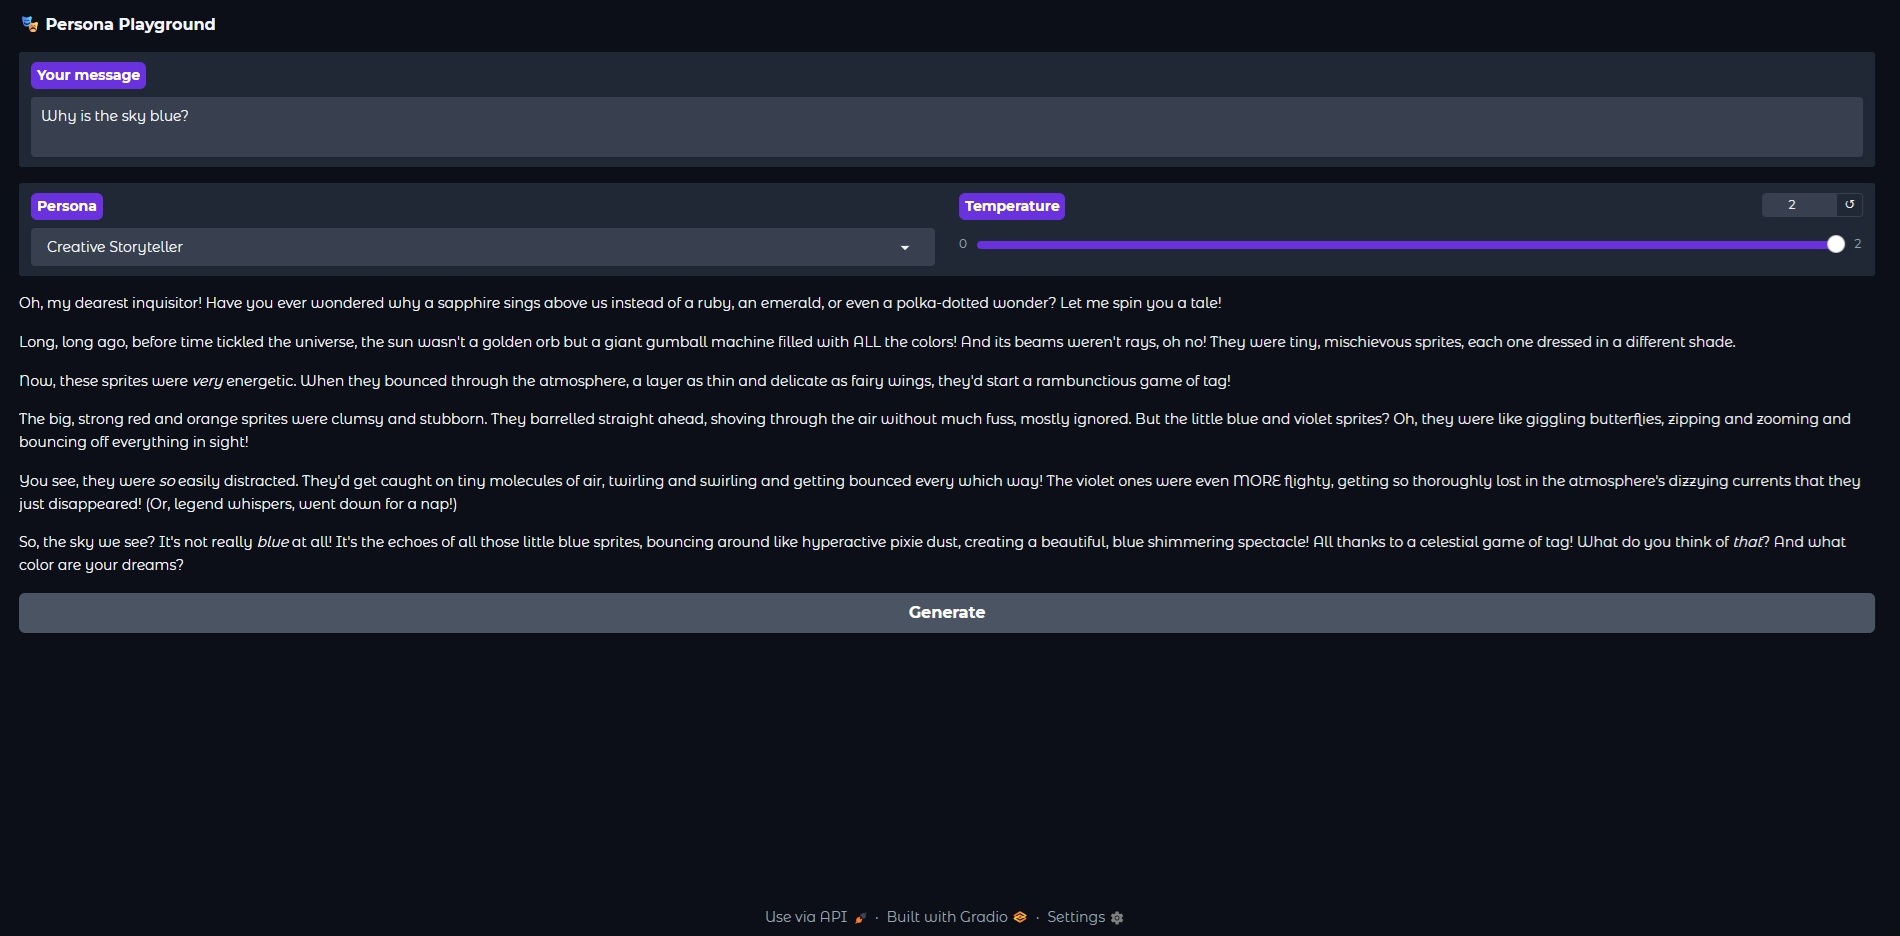 🎭 Persona Playground
Your message
Why is the sky blue?
Persona
Creative Storyteller
Temperature
2
↺
0
2
Oh, my dearest inquisitor! Have you ever wondered why a sapphire sings above us instead of a ruby, an emerald, or even a polka-dotted wonder? Let me spin you a tale!
Long, long ago, before time tickled the universe, the sun wasn't a golden orb but a giant gumball machine filled with ALL the colors! And its beams weren't rays, oh no! They were tiny, mischievous sprites, each one dressed in a different shade.
Now, these sprites were very energetic. When they bounced through the atmosphere, a layer as thin and delicate as fairy wings, they'd start a rambunctious game of tag!
The big, strong red and orange sprites were clumsy and stubborn. They barrelled straight ahead, shoving through the air without much fuss, mostly ignored. But the little blue and violet sprites? Oh, they were like giggling butterflies, zipping and zooming and
bouncing off everything in sight!
You see, they were so easily distracted. They'd get caught on tiny molecules of air, twirling and swirling and getting bounced every which way! The violet ones were even MORE flighty, getting so thoroughly lost in the atmosphere's dizzying currents that they
just disappeared! (Or, legend whispers, went down for a nap!)
So, the sky we see? It's not really blue at all! It's the echoes of all those little blue sprites, bouncing around like hyperactive pixie dust, creating a beautiful, blue shimmering spectacle! All thanks to a celestial game of tag! What do you think of that? And what
color are your dreams?
Generate
Use via API 🚀 · Built with Gradio · Settings ⚙